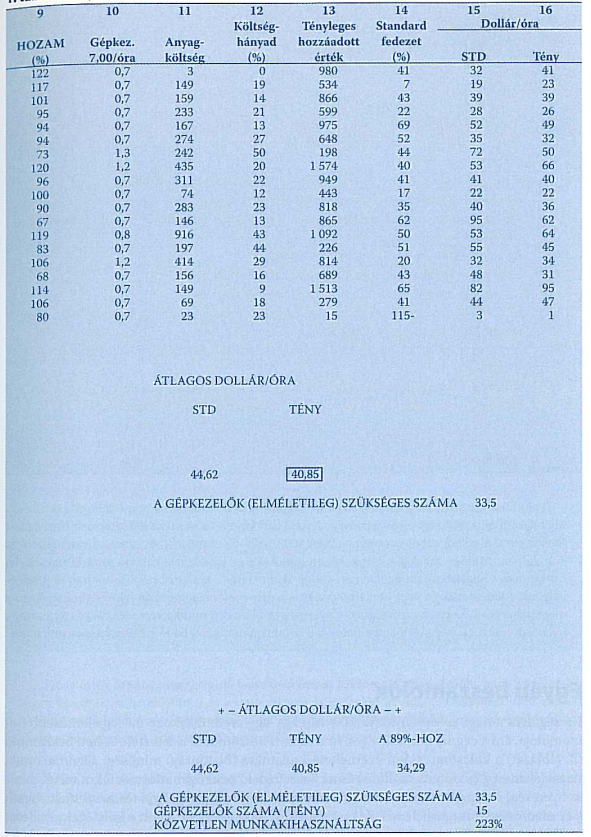 9 10 11 12 13 14 15 16
Költség- Tényleges Standard Dollár/óra
HOZAM Gépkez. Anyag- hányad hozzáadott fedezet
(%) 7,00/óra költség (%) érték (%) STD Tény
122 0,7 3 0 980 41 32 41
117 0,7 149 19 534 7 19 23
101 0,7 159 14 866 43 39 39
95 0,7 233 21 599 22 28 26
94 0,7 167 13 975 69 52 49
94 0,7 274 27 648 52 35 32
73 1,3 242 50 198 44 72 50
120 1,2 435 20 1 574 40 53 66
96 0,7 311 22 949 41 41 40
100 0,7 74 12 443 17 22 22
90 0,7 283 23 818 35 40 36
67 0,7 146 13 865 62 95 62
119 0,8 916 43 1 092 50 53 64
83 0,7 197 44 226 51 55 45
106 1,2 414 29 814 20 32 34
68 0,7 156 16 689 43 48 31
114 0,7 149 9 1 513 65 82 95
106 0,7 69 18 279 41 44 47
80 0,7 23 23 15 115- 3 1
ÁTLAGOS DOLLÁR/ÓRA
STD TÉNY
44,62 40,85
A GÉPKEZELŐK (ELMÉLETILEG) SZÜKSÉGES SZÁMA 33,5
+ – ÁTLAGOS DOLLÁR/ÓRA – +
STD TÉNY A 89%-HOZ
44,62 40,85 34,29
A GÉPKEZELŐK (ELMÉLETILEG) SZÜKSÉGES SZÁMA 33,5
GÉPKEZELŐK SZÁMA (TÉNY) 15
KÖZVETLEN MUNKAKIHASZNÁLTSÁG 223%